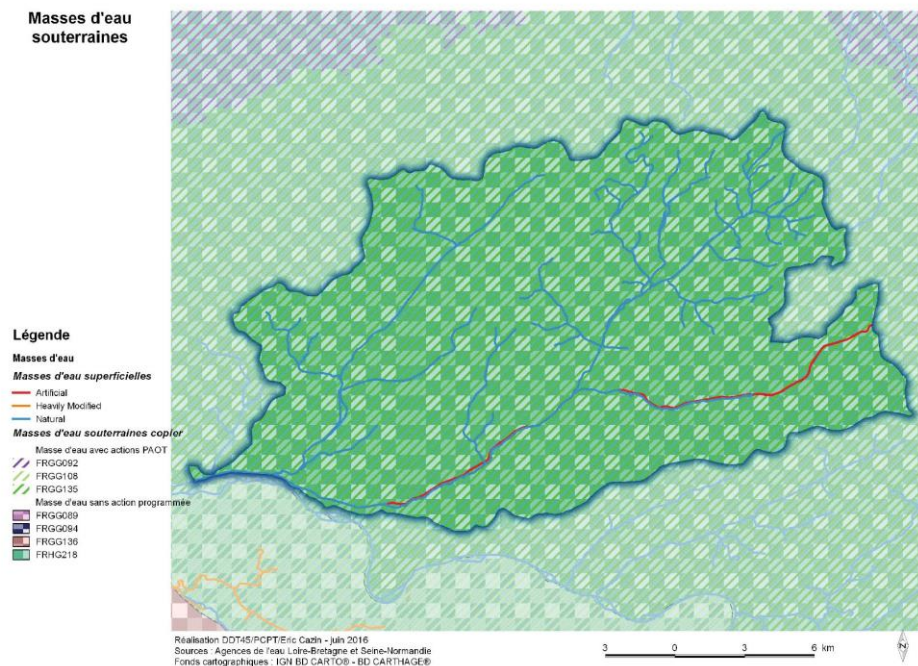 Masses d'eau
souterraines
Légende
Masses d'eau
Masses d'eau superficielles
Artificial
Heavily Modified
Natural
Masses d'eau souterraines copier
Masse d'eau avec actions PAOT
FRGG092
FRGG108
FRGG135
Masse d'eau sans action programmée
FRGG089
FRGG094
FRGG136
FRHG218
Réalisation DDT45/PCPT/Eric Cazin - juin 2016
Sources : Agences de l'eau Loire-Bretagne et Seine-Normandie
Fonds cartographiques : IGN BD CARTO® - BD CARTHAGE®
3 0 3 6 km
N